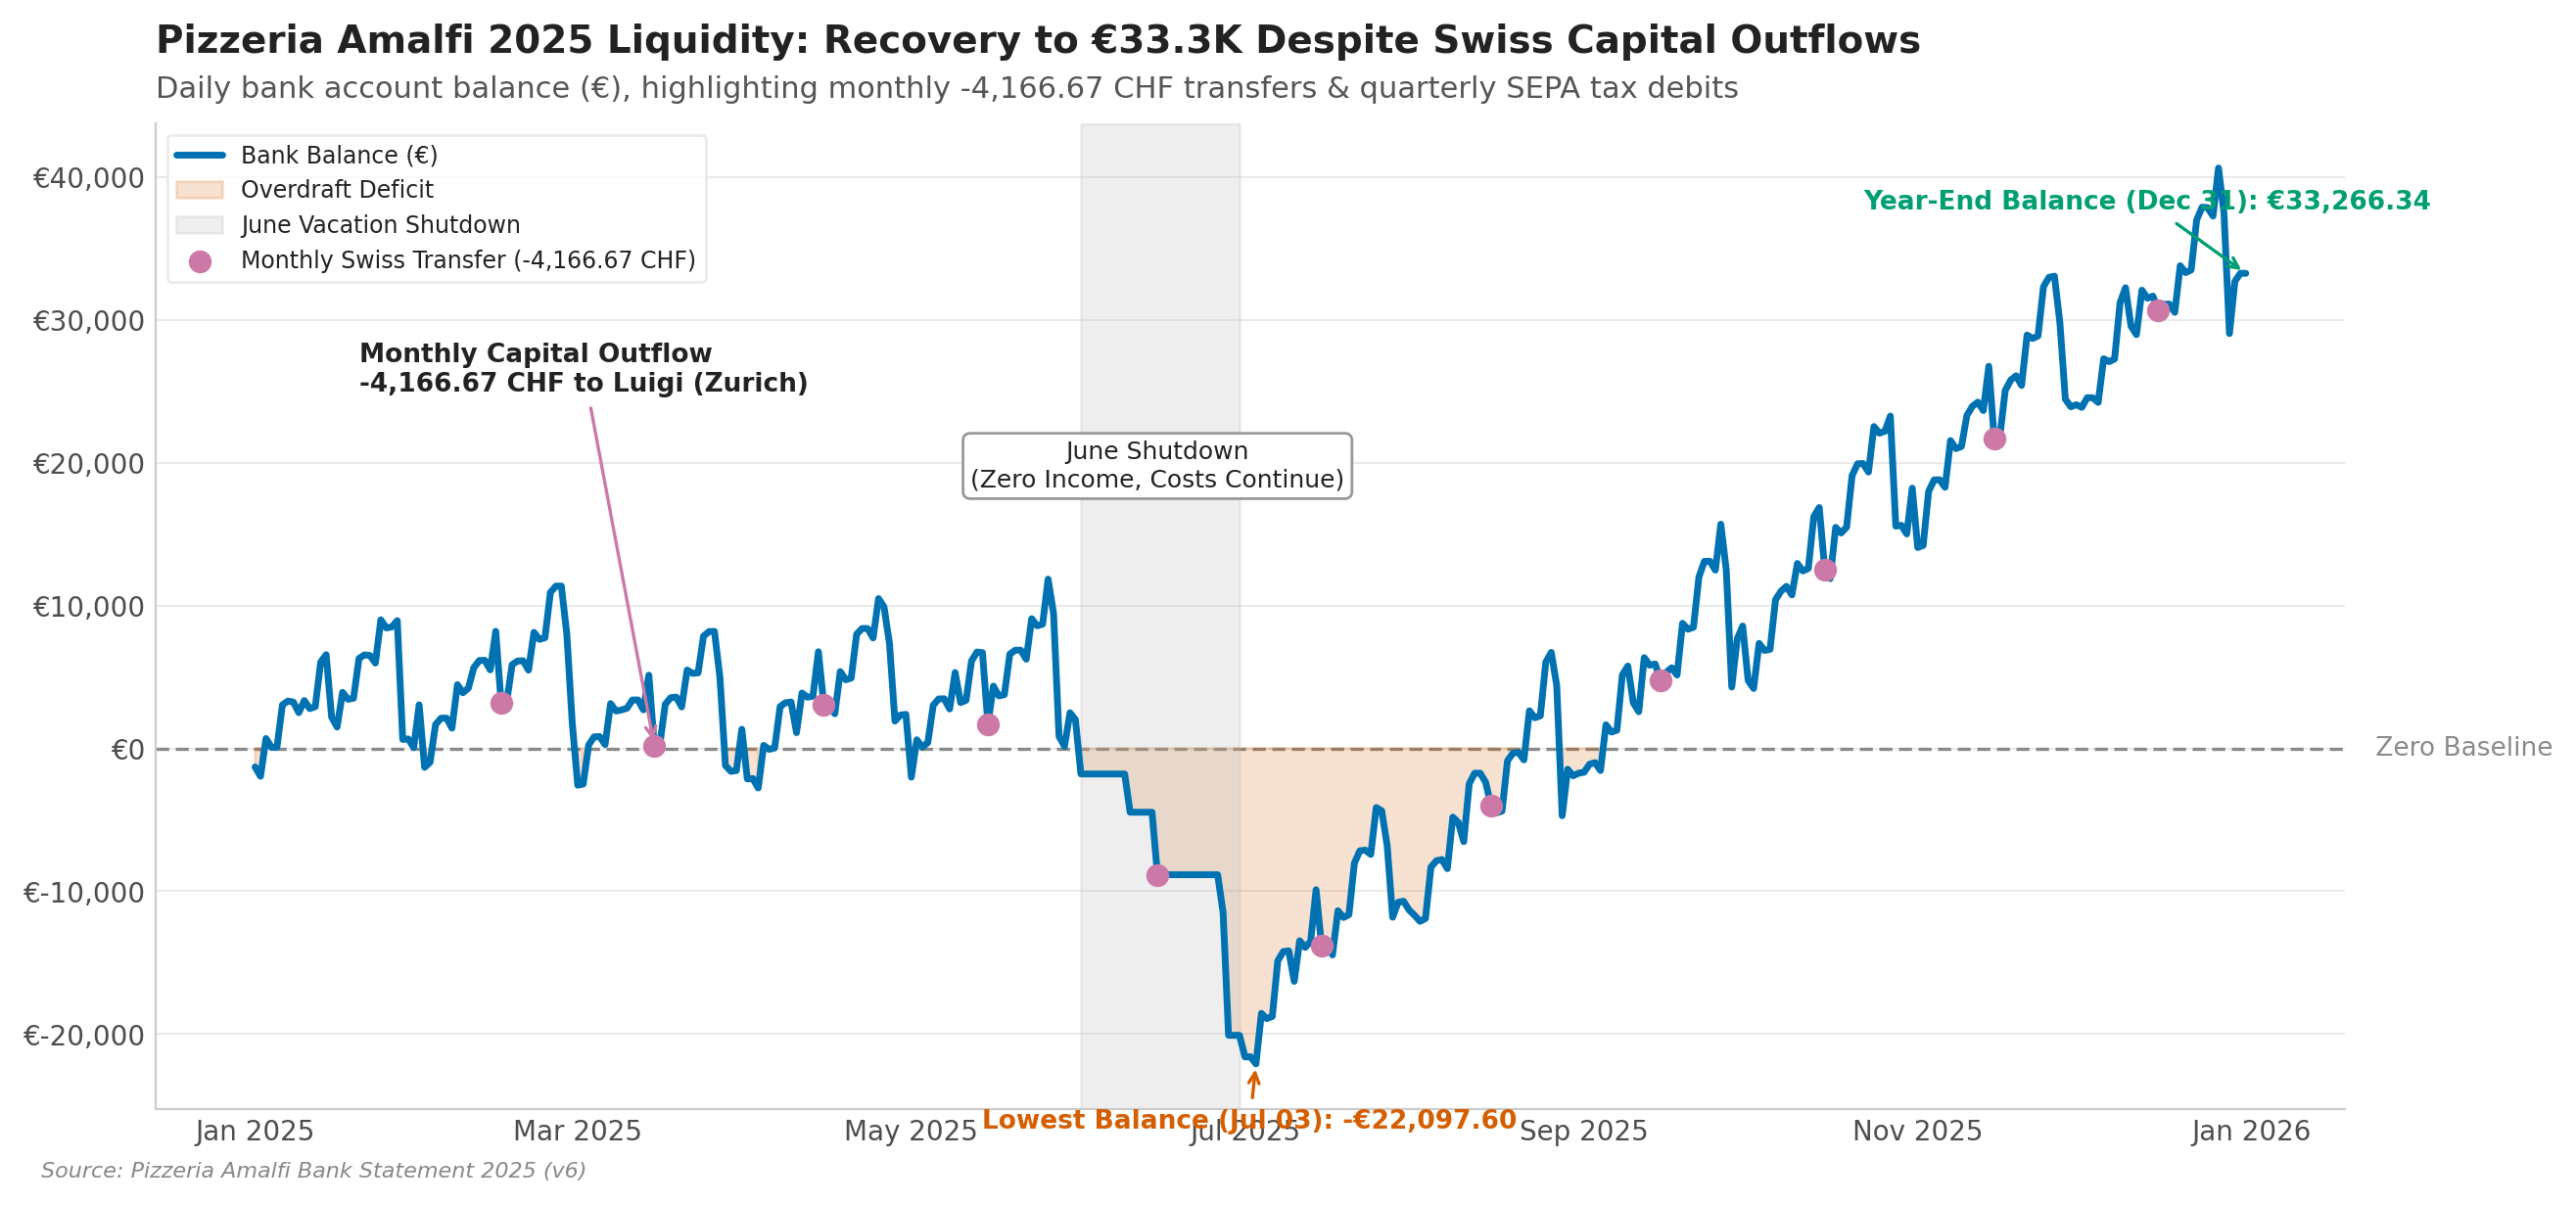 Pizzeria Amalfi 2025 Liquidity: Recovery to €33.3K Despite Swiss Capital Outflows
Daily bank account balance (€), highlighting monthly -4,166.67 CHF transfers & quarterly SEPA tax debits
Bank Balance (€)
Overdraft Deficit
June Vacation Shutdown
Monthly Swiss Transfer (-4,166.67 CHF)
€40,000
€30,000
€20,000
€10,000
€0
€-10,000
€-20,000
Year-End Balance (Dec 31): €33,266.34
Monthly Capital Outflow
-4,166.67 CHF to Luigi (Zurich)
June Shutdown
(Zero Income, Costs Continue)
Zero Baseline
Lowest Balance (Jul 03): -€22,097.60
Jan 2025
Mar 2025
May 2025
Jul 2025
Sep 2025
Nov 2025
Jan 2026
Source: Pizzeria Amalfi Bank Statement 2025 (v6)